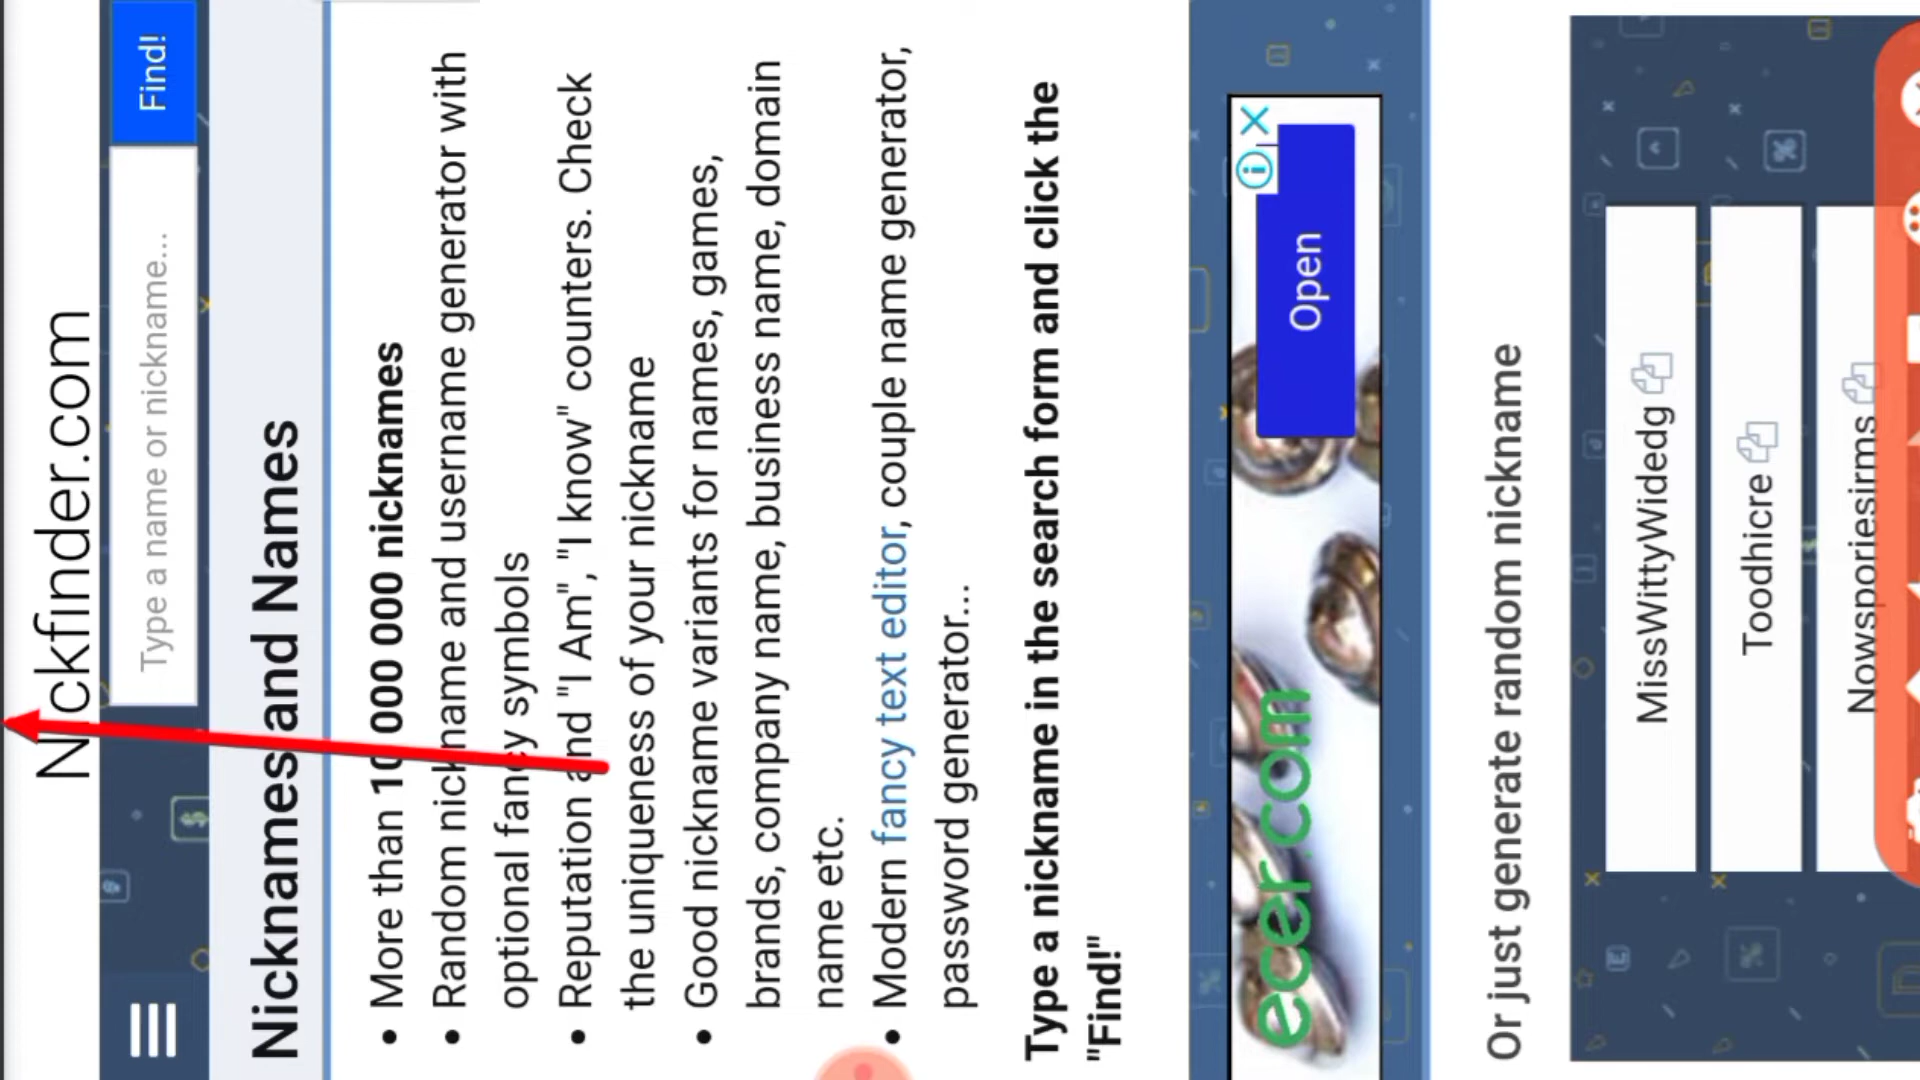 Nickfinder.com
Type a name or nickname...
Find!
Nicknames and Names
• More than 10 000 000 nicknames
• Random nickname and username generator with
optional fancy symbols
• Reputation and "I Am", "I know" counters. Check
the uniqueness of your nickname
• Good nickname variants for names, games,
brands, company name, business name, domain
name etc.
• Modern fancy text editor, couple name generator,
password generator...
Type a nickname in the search form and click the
"Find!"
ecer.com
Open
Or just generate random nickname
MissWittyWidedg
Toodhicre
Nowsporiesirms